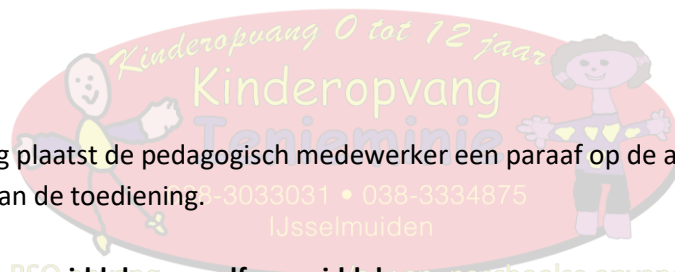 Kinderopvang 0 tot 12 jaar
Kinderopvang
Tenieminie
g plaatst de pedagogisch medewerker een paraaf op de a
an de toediening.
-3033031 • 038-3334875
IJsselmuiden